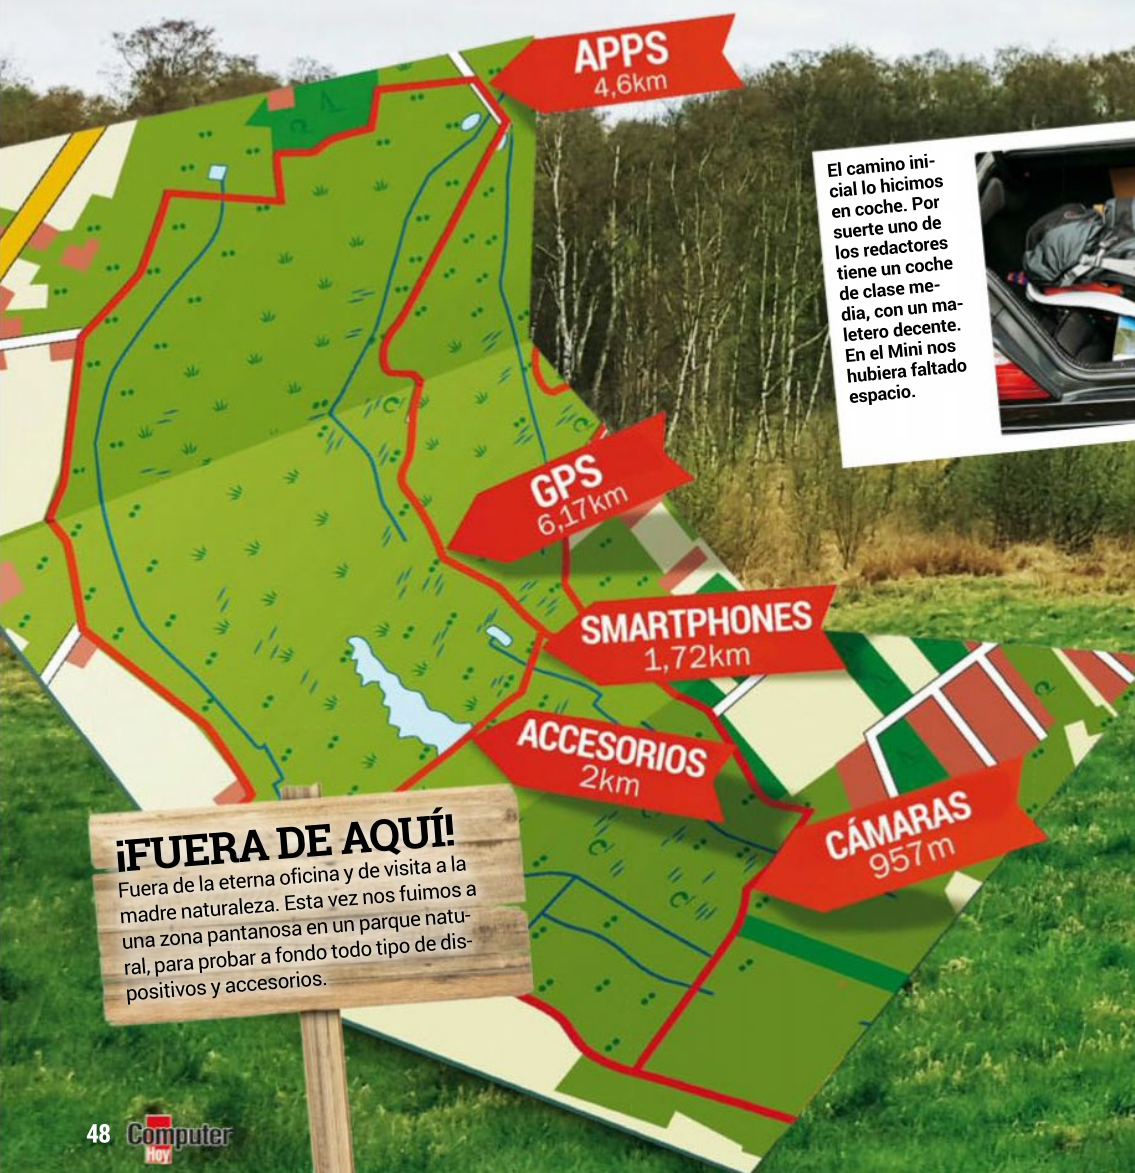 APPS
4,6km
El camino ini-
cial lo hicimos
en coche. Por
suerte uno de
los redactores
tiene un coche
de clase me-
dia, con un ma-
letero decente.
En el Mini nos
hubiera faltado
espacio.
GPS
6,17km
SMARTPHONES
1,72km
ACCESORIOS
2km
CÁMARAS
957m
¡FUERA DE AQUÍ!
Fuera de la eterna oficina y de visita a la
madre naturaleza. Esta vez nos fuimos a
una zona pantanosa en un parque natu-
ral, para probar a fondo todo tipo de dis-
positivos y accesorios.
48
Computer
Hoy